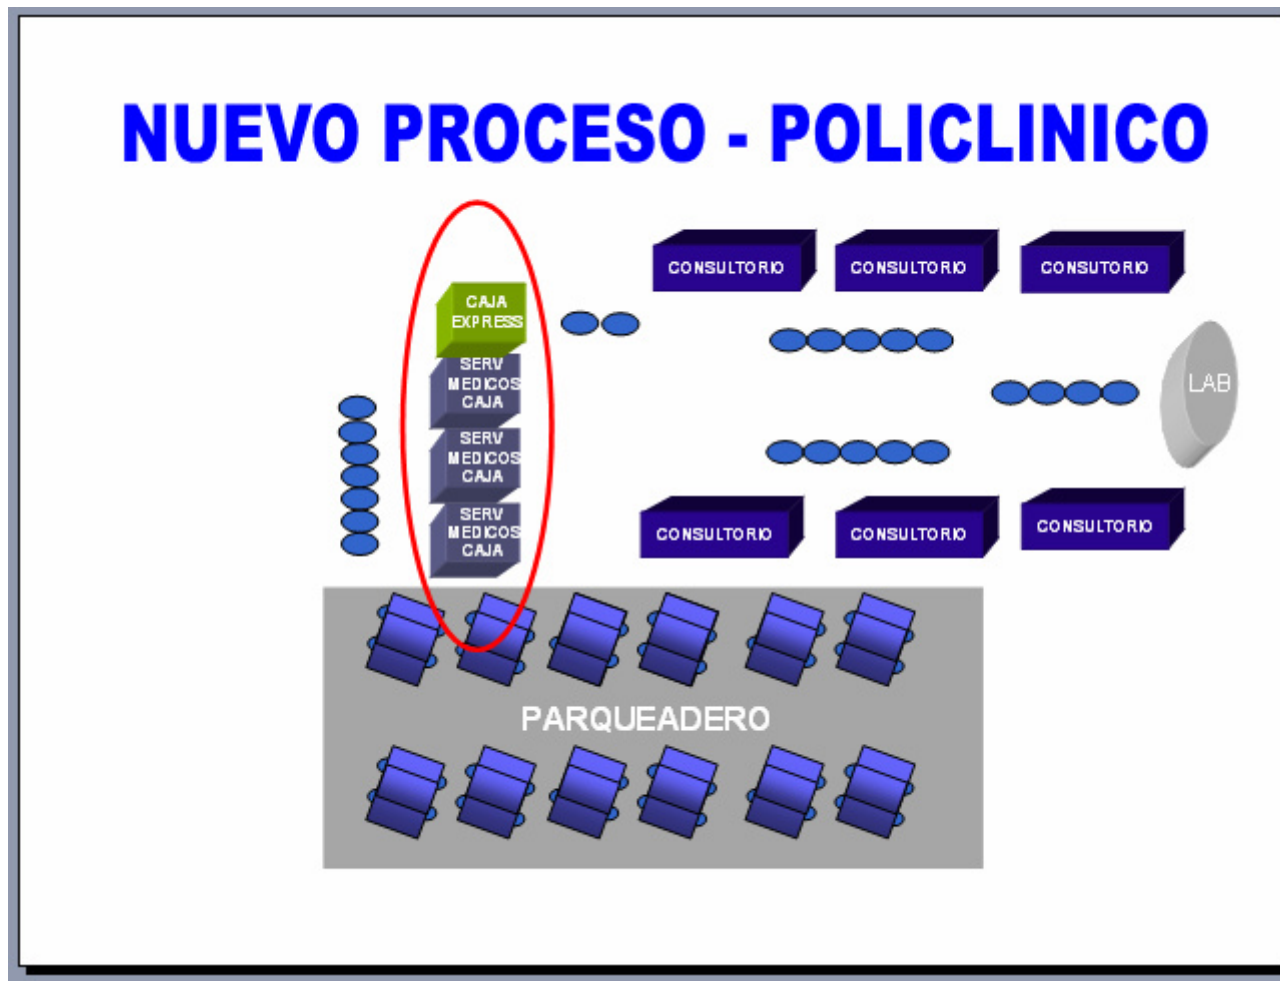 NUEVO PROCESO - POLICLINICO
CONSULTORIO
CONSULTORIO
CONSUTORIO
CAJA
EXPRESS
SERV
MEDICOS
CAJA
SERV
MEDICOS
CAJA
SERV
MEDICOS
CAJA
LAB
CONSULTORIO
CONSULTORIO
CONSULTORIO
PARQUEADERO